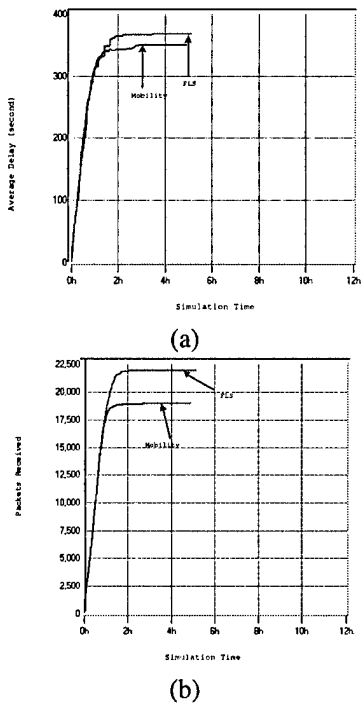 Average Delay (second)
400
300
200
100
0
Mobility
FLS
0h 2h 4h 6h 8h 10h 12h
Simulation Time
(a)
Packets Received
22,500
20,000
17,500
15,000
12,500
10,000
7,500
5,000
2,500
0
FLS
Mobility
0h 2h 4h 6h 8h 10h 12h
Simulation Time
(b)